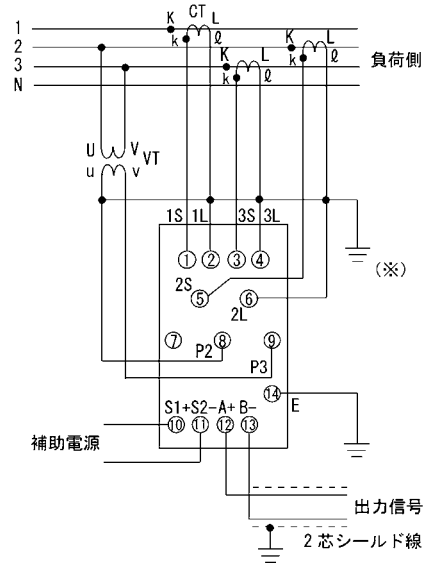 K CT L
1
2
3
N
k ℓ
K L
k ℓ
K L
k ℓ
負荷側
U V
VT
u v
1S 1L 3S 3L
① ② ③ ④
(※)
2S
⑤ ⑥
2L
⑦ ⑧ ⑨
P2 P3
⑭ E
S1+ S2- A+ B-
⑩ ⑪ ⑫ ⑬
補助電源
出力信号
2芯シールド線